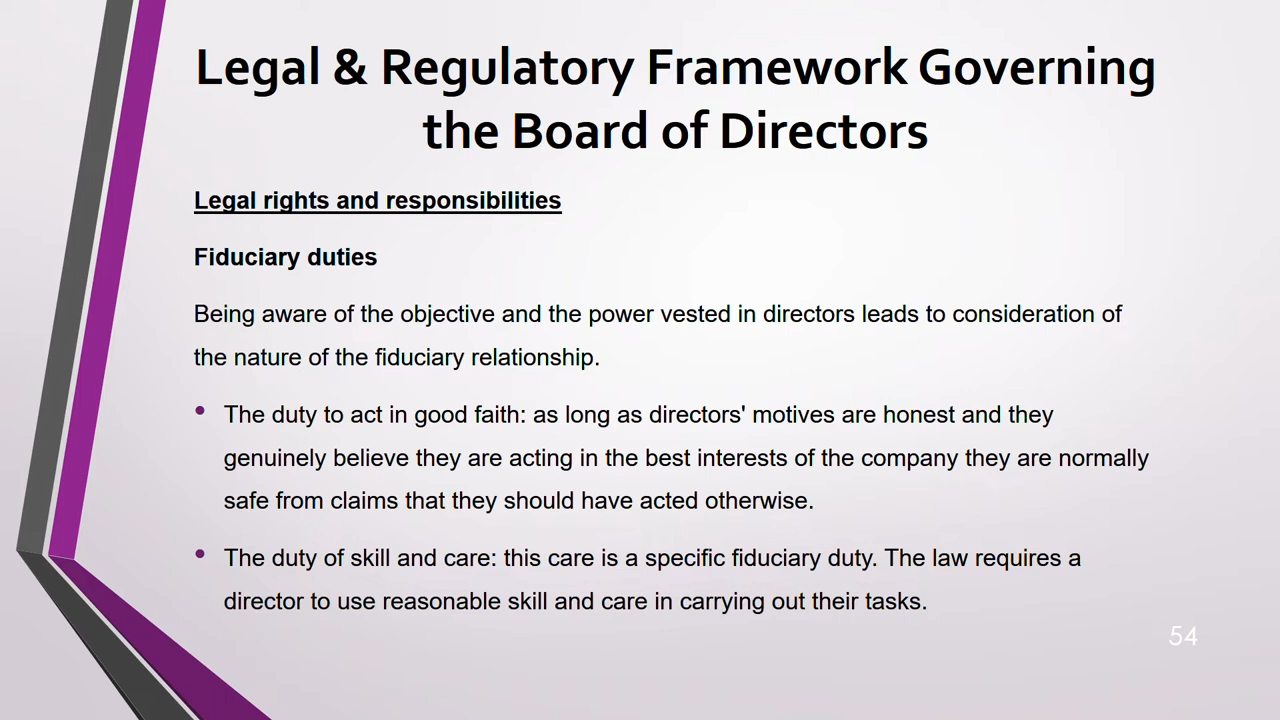 Legal & Regulatory Framework Governing
the Board of Directors
Legal rights and responsibilities
Fiduciary duties
Being aware of the objective and the power vested in directors leads to consideration of
the nature of the fiduciary relationship.
• The duty to act in good faith: as long as directors' motives are honest and they
genuinely believe they are acting in the best interests of the company they are normally
safe from claims that they should have acted otherwise.
• The duty of skill and care: this care is a specific fiduciary duty. The law requires a
director to use reasonable skill and care in carrying out their tasks.
54